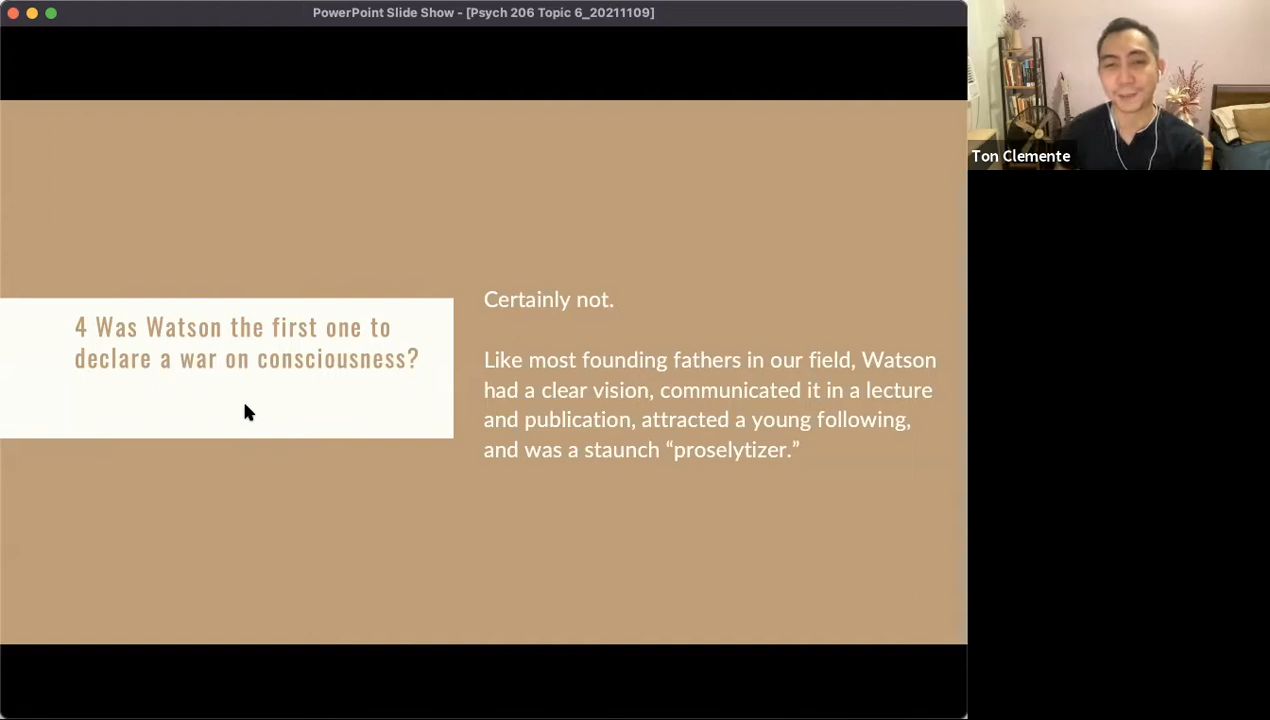 PowerPoint Slide Show - [Psych 206 Topic 6_20211109]
Ton Clemente
4 Was Watson the first one to
declare a war on consciousness?
Certainly not.
Like most founding fathers in our field, Watson
had a clear vision, communicated it in a lecture
and publication, attracted a young following,
and was a staunch “proselytizer.”